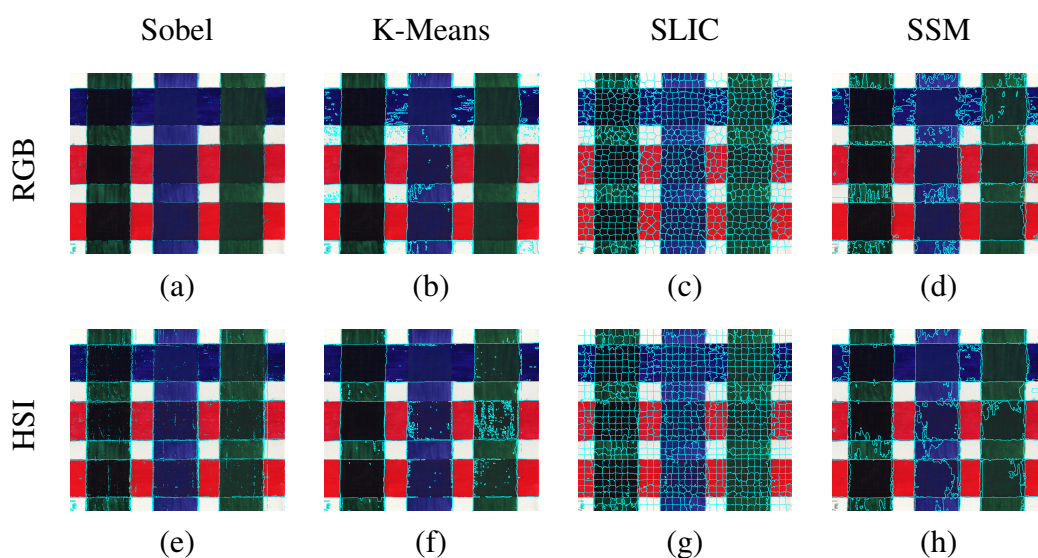 Sobel K-Means SLIC SSM
RGB
(a) (b) (c) (d)
HSI
(e) (f) (g) (h)